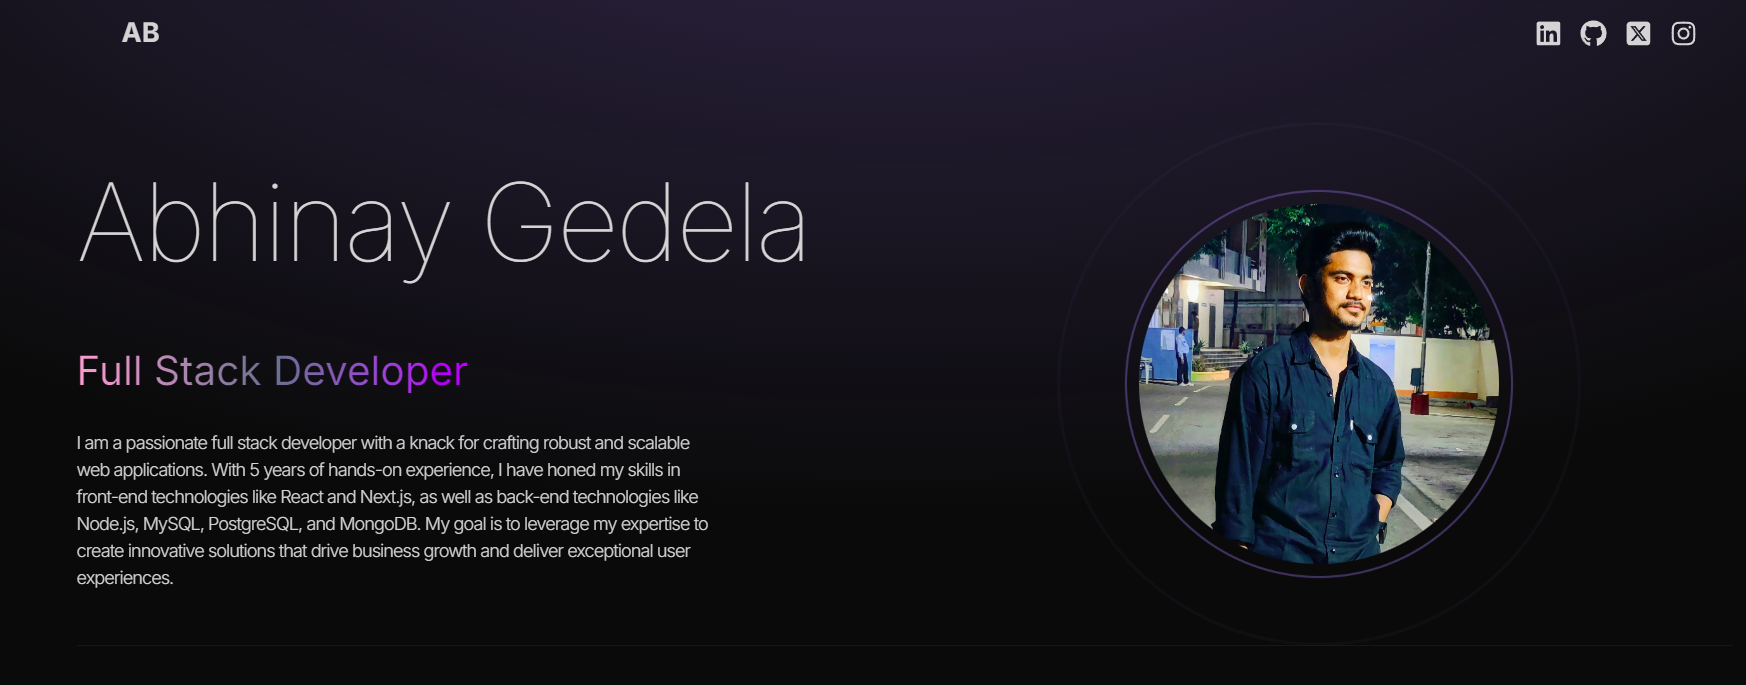 AB
Abhinay Gedela
Full Stack Developer
I am a passionate full stack developer with a knack for crafting robust and scalable
web applications. With 5 years of hands-on experience, I have honed my skills in
front-end technologies like React and Next.js, as well as back-end technologies like
Node.js, MySQL, PostgreSQL, and MongoDB. My goal is to leverage my expertise to
create innovative solutions that drive business growth and deliver exceptional user
experiences.